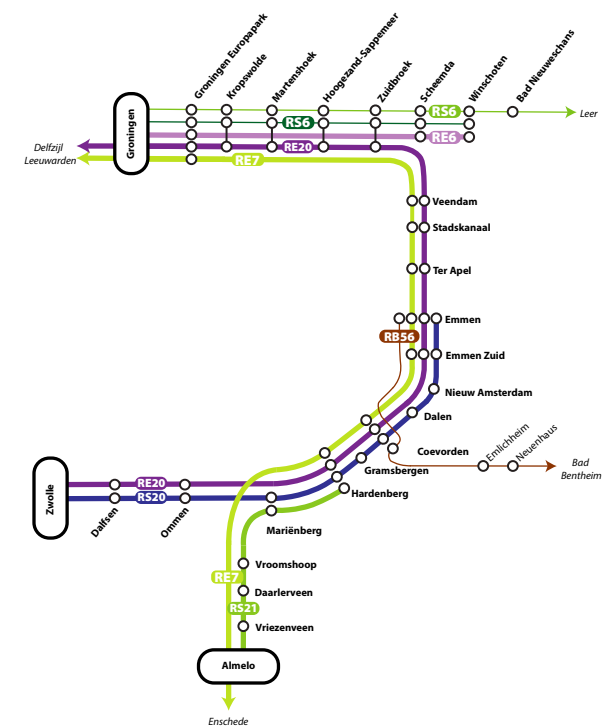 Groningen Europapark
Kropswolde
Martenshoek
Hoogezand-Sappemeer
Zuidbroek
Scheemda
Winschoten
Bad Nieuweschans
Groningen
RS6
Leer
RS6
RE6
Delfzijl
Leeuwarden
RE20
RE7
Veendam
Stadskanaal
Ter Apel
Emmen
RB56
Emmen Zuid
Nieuw Amsterdam
Dalen
Coevorden
Emlichheim
Neuenhaus
Bad
Bentheim
Gramsbergen
Hardenberg
Zwolle
RE20
RS20
Dalfsen
Ommen
Mariënberg
Vroomshoop
RE7
Daarlerveen
RS21
Vriezenveen
Almelo
Enschede